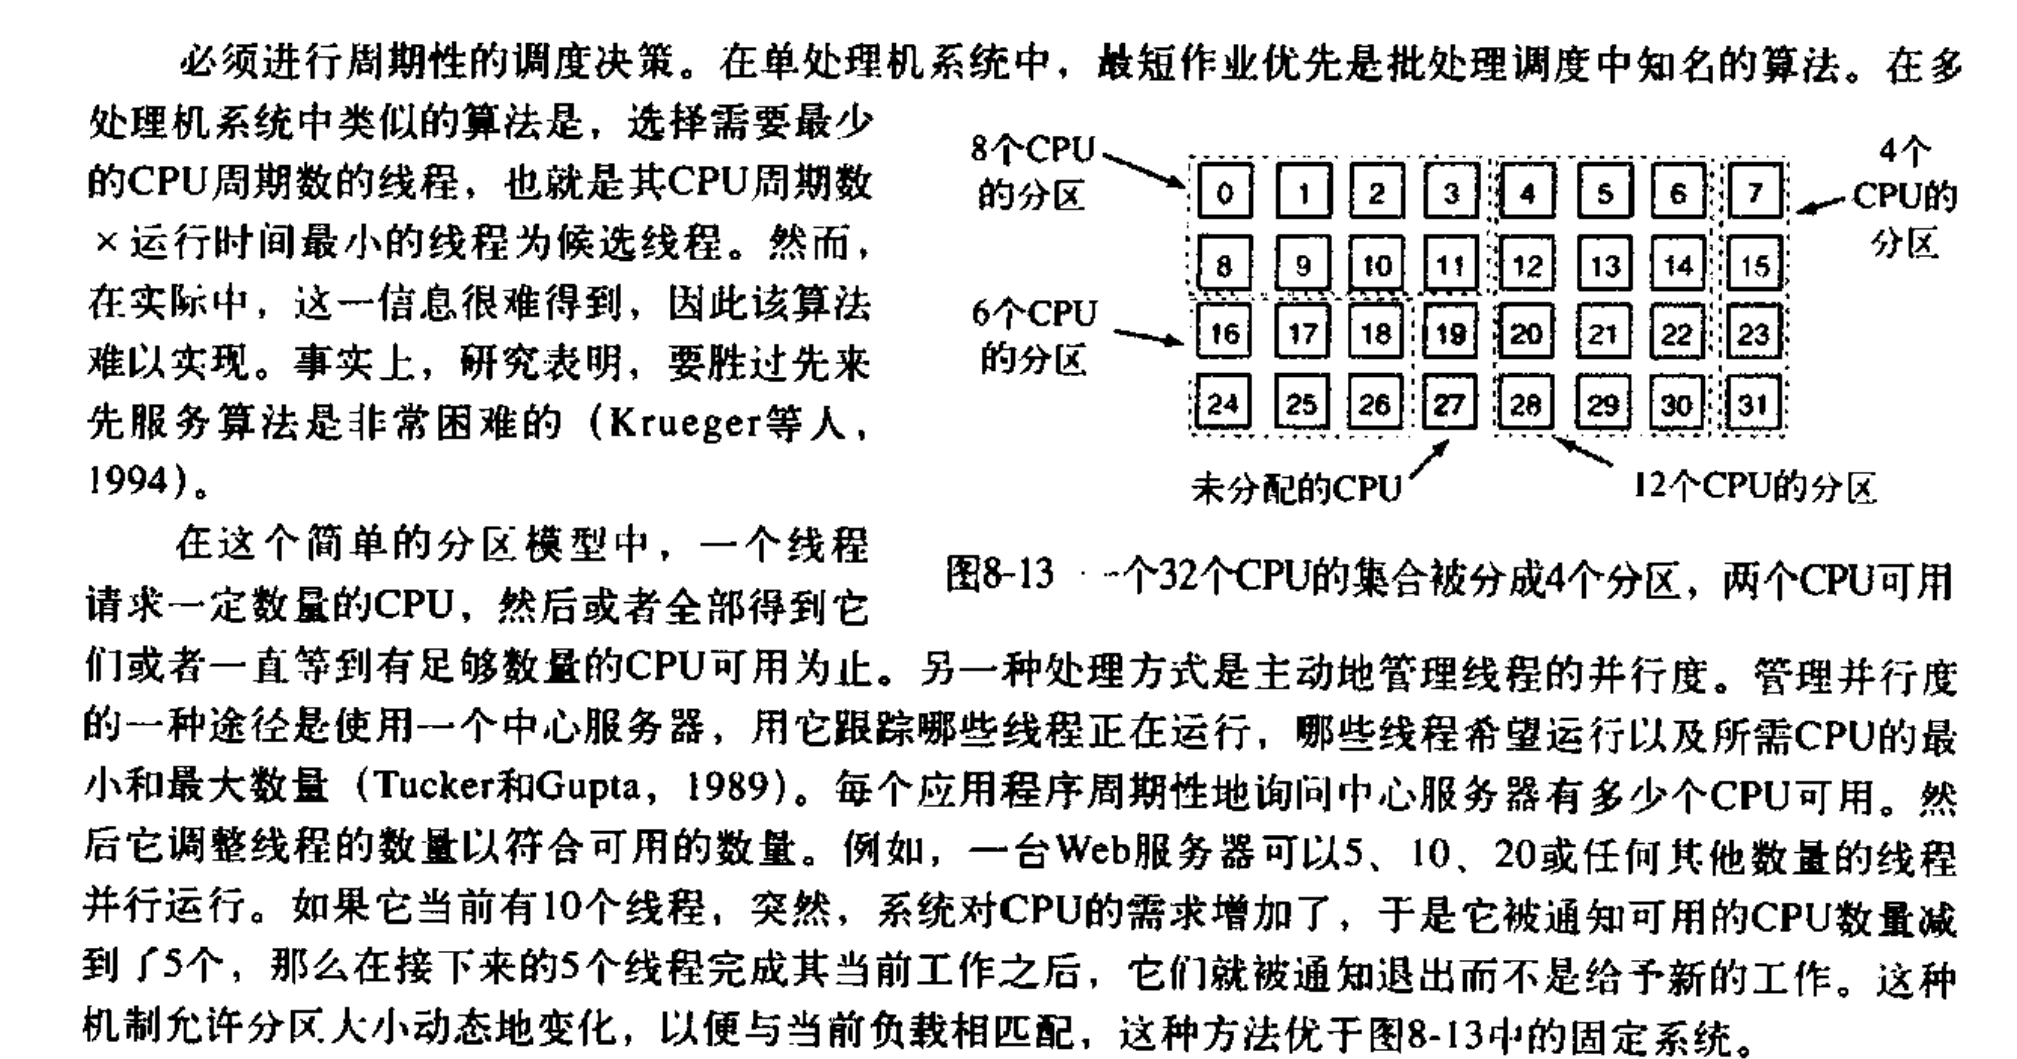 必须进行周期性的调度决策。在单处理机系统中，最短作业优先是批处理调度中知名的算法。在多
处理机系统中类似的算法是，选择需要最少
的CPU周期数的线程，也就是其CPU周期数
×运行时间最小的线程为候选线程。然而，
在实际中，这一信息很难得到，因此该算法
难以实现。事实上，研究表明，要胜过先来
先服务算法是非常困难的（Krueger等人，
1994）。
8个CPU
的分区
4个
CPU的
分区
0 1 2 3 4 5 6 7
8 9 10 11 12 13 14 15
6个CPU
的分区
16 17 18 19 20 21 22 23
24 25 26 27 28 29 30 31
未分配的CPU
12个CPU的分区
图8-13 一个32个CPU的集合被分成4个分区，两个CPU可用
在这个简单的分区模型中，一个线程
请求一定数量的CPU，然后或者全部得到它
们或者一直等到有足够数量的CPU可用为止。另一种处理方式是主动地管理线程的并行度。管理并行度
的一种途径是使用一个中心服务器，用它跟踪哪些线程正在运行，哪些线程希望运行以及所需CPU的最
小和最大数量（Tucker和Gupta，1989）。每个应用程序周期性地询问中心服务器有多少个CPU可用。然
后它调整线程的数量以符合可用的数量。例如，一台Web服务器可以5、10、20或任何其他数量的线程
并行运行。如果它当前有10个线程，突然，系统对CPU的需求增加了，于是它被通知可用的CPU数量减
到了5个，那么在接下来的5个线程完成其当前工作之后，它们就被通知退出而不是给予新的工作。这种
机制允许分区大小动态地变化，以便与当前负载相匹配，这种方法优于图8-13中的固定系统。